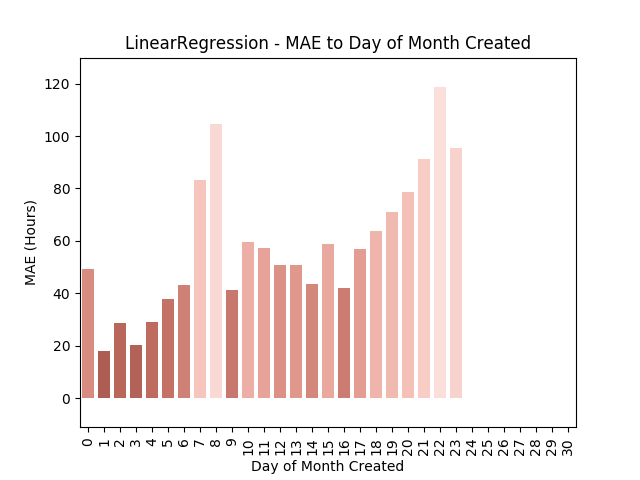 LinearRegression - MAE to Day of Month Created
120
100
80
60
40
20
0
MAE (Hours)
0 1 2 3 4 5 6 7 8 9 10 11 12 13 14 15 16 17 18 19 20 21 22 23 24 25 26 27 28 29 30
Day of Month Created